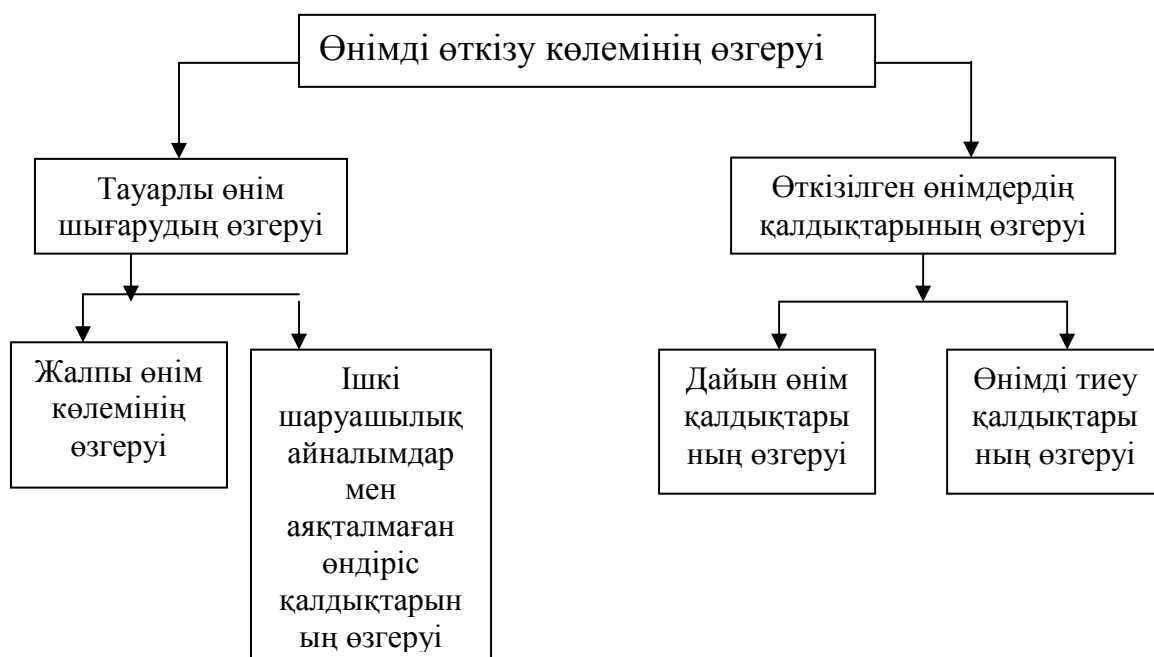 Өнімді өткізу көлемінің өзгеруі
Тауарлы өнім
шығарудың өзгеруі
Өткізілген өнімдердің
қалдықтарының өзгеруі
Жалпы өнім
көлемінің
өзгеруі
Ішкі
шаруашылық
айналымдар
мен
аяқталмаған
өндіріс
қалдықтарын
ың өзгеруі
Дайын өнім
қалдықтары
ның өзгеруі
Өнімді тиеу
қалдықтары
ның өзгеруі